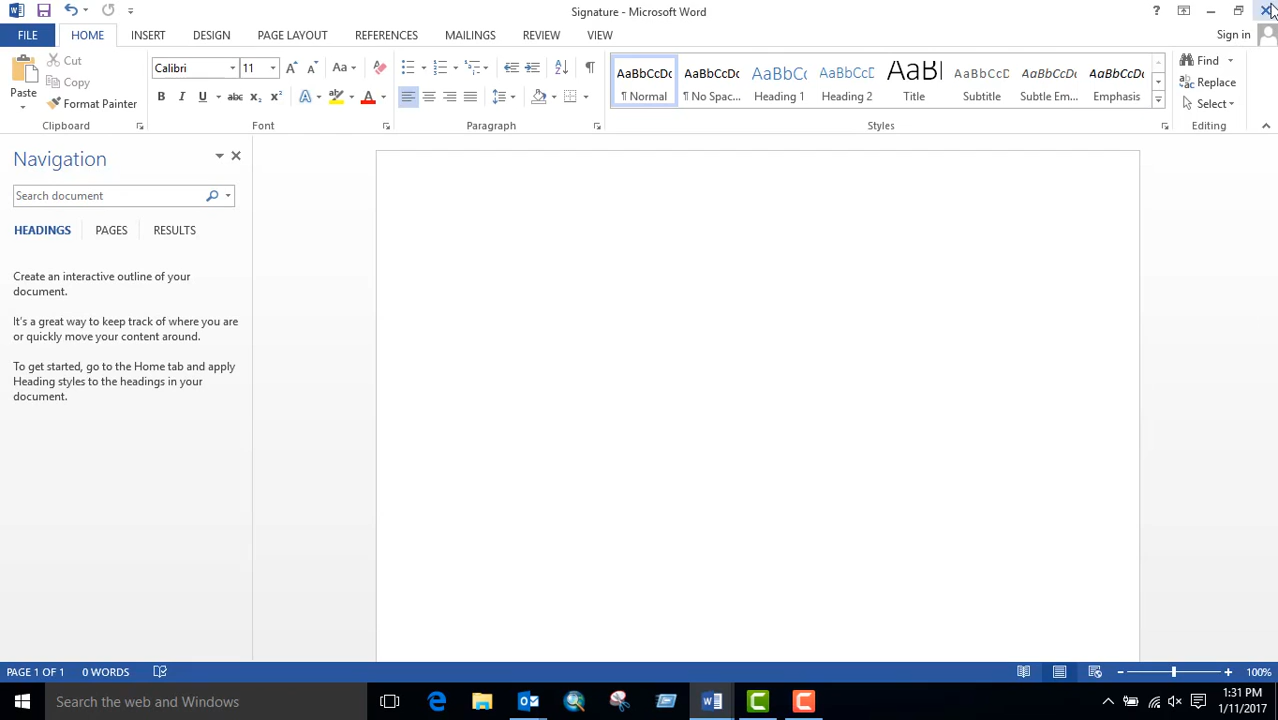 Signature - Microsoft Word
?
FILE HOME INSERT DESIGN PAGE LAYOUT REFERENCES MAILINGS REVIEW VIEW Sign in
Paste
Cut
Copy
Format Painter
Clipboard
Calibri 11 A A Aa
B I U abc X₂ X² A A
Font
Paragraph
AaBbCcDc AaBbCcDc AaBbCc AaBbCcD AaBl AaBbCcD AaBbCcDc AaBbCcDc
¶ Normal ¶ No Spac... Heading 1 Heading 2 Title Subtitle Subtle Em... Emphasis
Styles
Find
Replace
Select
Editing
Navigation
Search document
HEADINGS PAGES RESULTS
Create an interactive outline of your
document.
It's a great way to keep track of where you are
or quickly move your content around.
To get started, go to the Home tab and apply
Heading styles to the headings in your
document.
PAGE 1 OF 1 0 WORDS 100%
Search the web and Windows
1:31 PM
1/11/2017